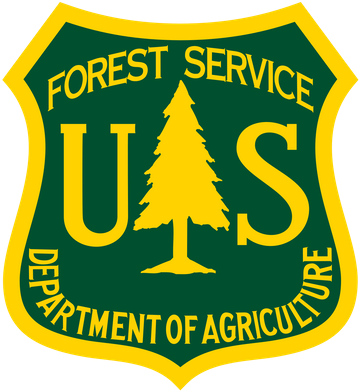 FOREST SERVICE
U S
DEPARTMENT OF AGRICULTURE